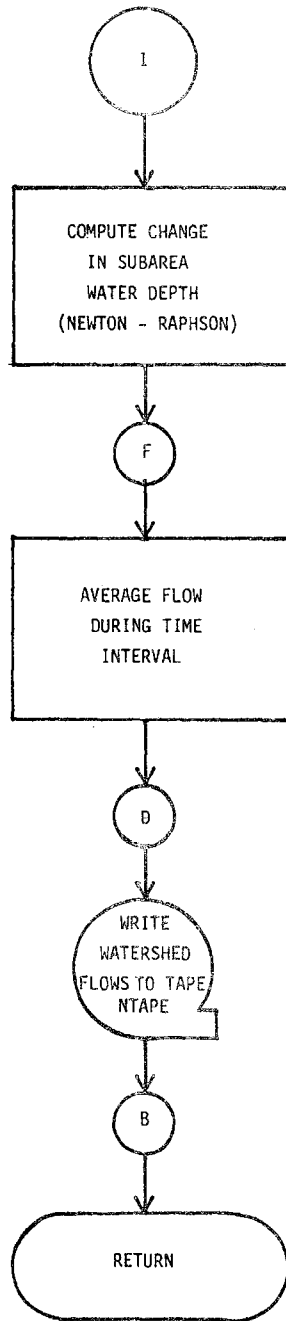 I
COMPUTE CHANGE
IN SUBAREA
WATER DEPTH
(NEWTON - RAPHSON)
F
AVERAGE FLOW
DURING TIME
INTERVAL
D
WRITE
WATERSHED
FLOWS TO TAPE
NTAPE
B
RETURN